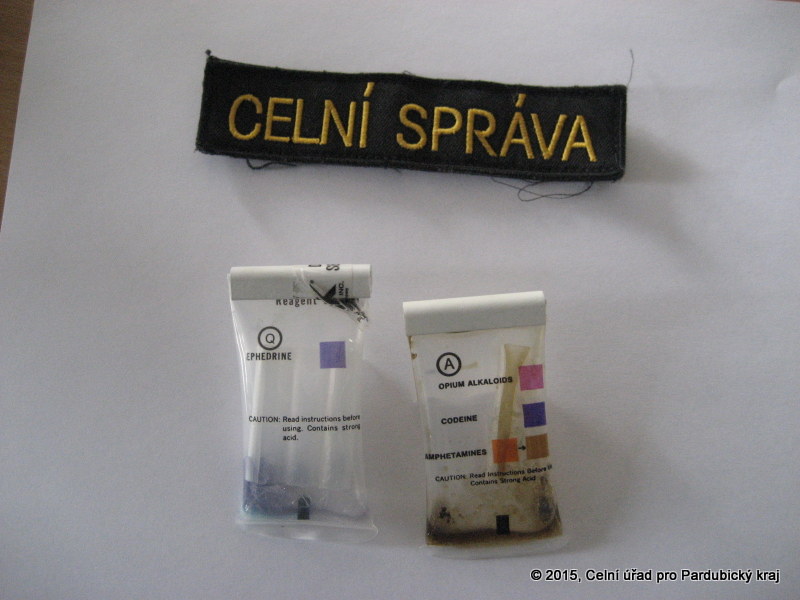 CELNÍ SPRÁVA
INC.
Reagent
Q
EPHEDRINE
CAUTION: Read instructions before
using. Contains strong
acid.
A
OPIUM ALKALOIDS
CODEINE
AMPHETAMINES
CAUTION: Read Instructions Before
Contains Strong Acid
© 2015, Celní úřad pro Pardubický kraj